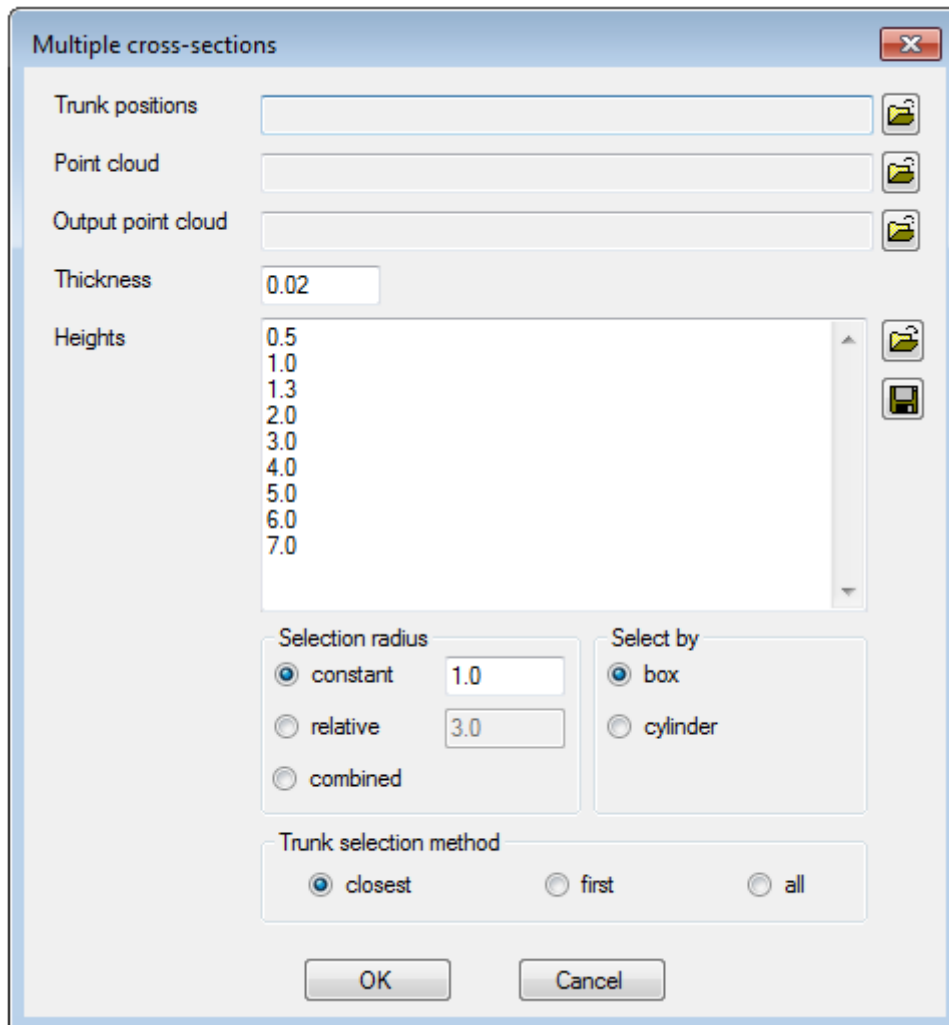 Multiple cross-sections
Trunk positions
Point cloud
Output point cloud
Thickness 0.02
Heights 0.5
1.0
1.3
2.0
3.0
4.0
5.0
6.0
7.0
Selection radius Select by
constant 1.0 box
relative 3.0 cylinder
combined
Trunk selection method
closest first all
OK Cancel